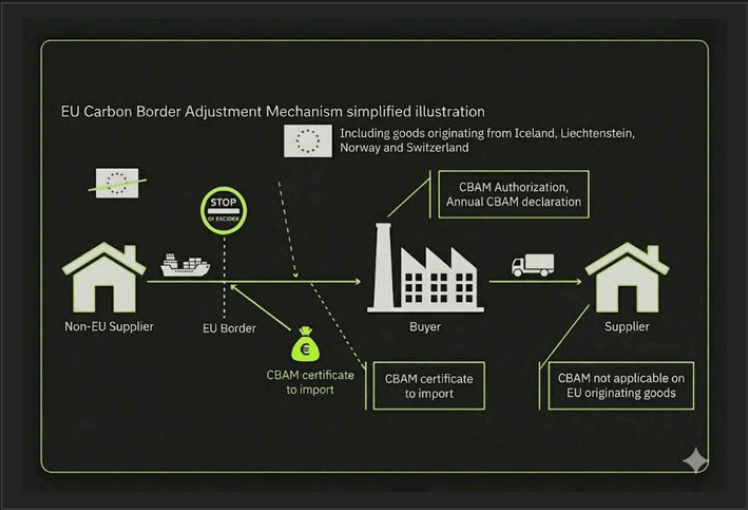 EU Carbon Border Adjustment Mechanism simplified illustration
Including goods originating from Iceland, Liechtenstein,
Norway and Switzerland
CBAM Authorization,
Annual CBAM declaration
STOP
Non-EU Supplier
EU Border
Buyer
Supplier
€
CBAM certificate
to import
CBAM certificate
to import
CBAM not applicable on
EU originating goods